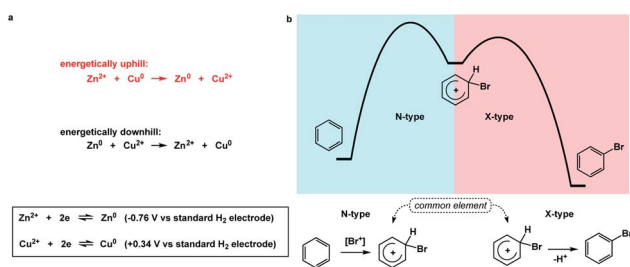 a
energetically uphill:
Zn²⁺ + Cu⁰ → Zn⁰ + Cu²⁺
energetically downhill:
Zn⁰ + Cu²⁺ → Zn²⁺ + Cu⁰
Zn²⁺ + 2e ⇌ Zn⁰ (-0.76 V vs standard H₂ electrode)
Cu²⁺ + 2e ⇌ Cu⁰ (+0.34 V vs standard H₂ electrode)
b
H
Br
+
N-type
X-type
Br
common element
N-type
X-type
[Br⁺]
H
Br
+
H
Br
+
-H⁺
Br